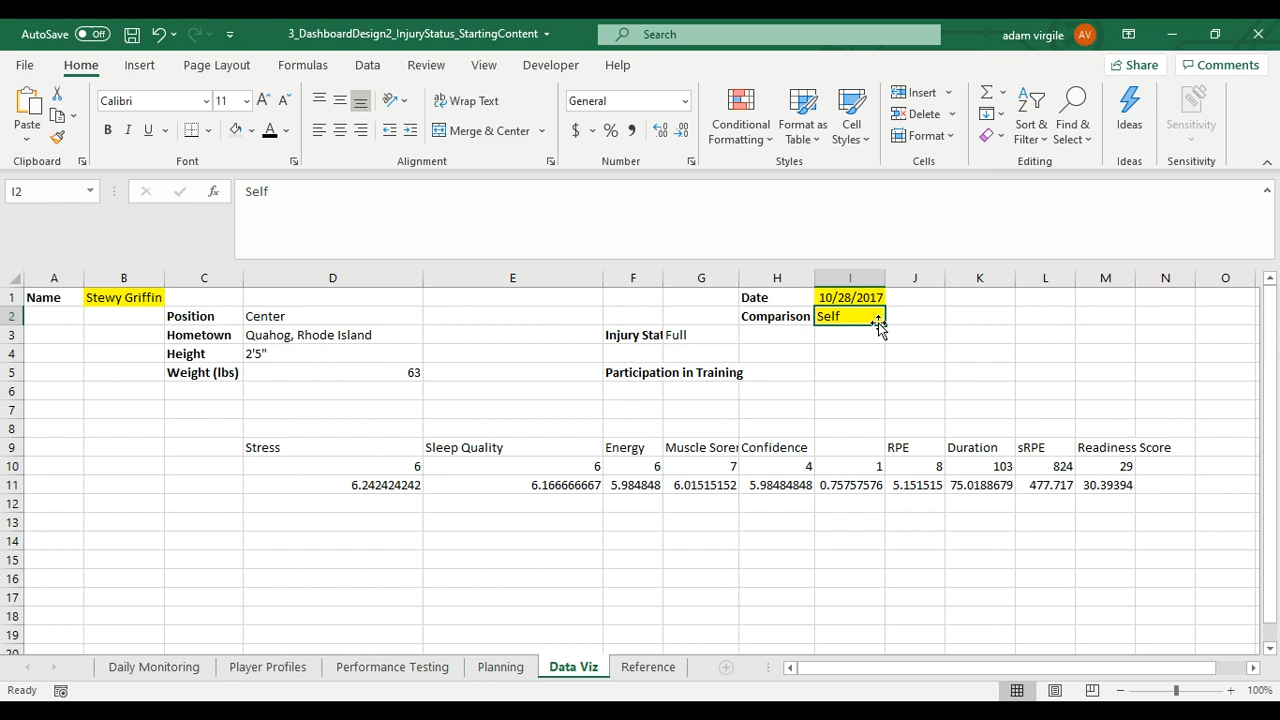 AutoSave Off 3_DashboardDesign2_InjuryStatus_StartingContent Search adam virgile AV
File Home Insert Page Layout Formulas Data Review View Developer Help Share Comments
Paste Calibri 11 A A Wrap Text General Conditional Formatting Format as Table Cell Styles Insert Σ Sort & Filter Find & Select Ideas Sensitivity
B I U A Merge & Center $ % , Delete
Format
Clipboard Font Alignment Number Styles Cells Editing Ideas Sensitivity
I2 fx Self
A B C D E F G H I J K L M N O
1 Name Stewy Griffin Date 10/28/2017
2 Position Center Comparison Self
3 Hometown Quahog, Rhode Island Injury Stat Full
4 Height 2'5"
5 Weight (lbs) 63 Participation in Training
6
7
8
9 Stress Sleep Quality Energy Muscle Sorer Confidence RPE Duration sRPE Readiness Score
10 6 6 6 7 4 1 8 103 824 29
11 6.242424242 6.166666667 5.984848 6.01515152 5.98484848 0.75757576 5.151515 75.0188679 477.717 30.39394
12
13
14
15
16
17
18
19
20
Daily Monitoring Player Profiles Performance Testing Planning Data Viz Reference
Ready 100%